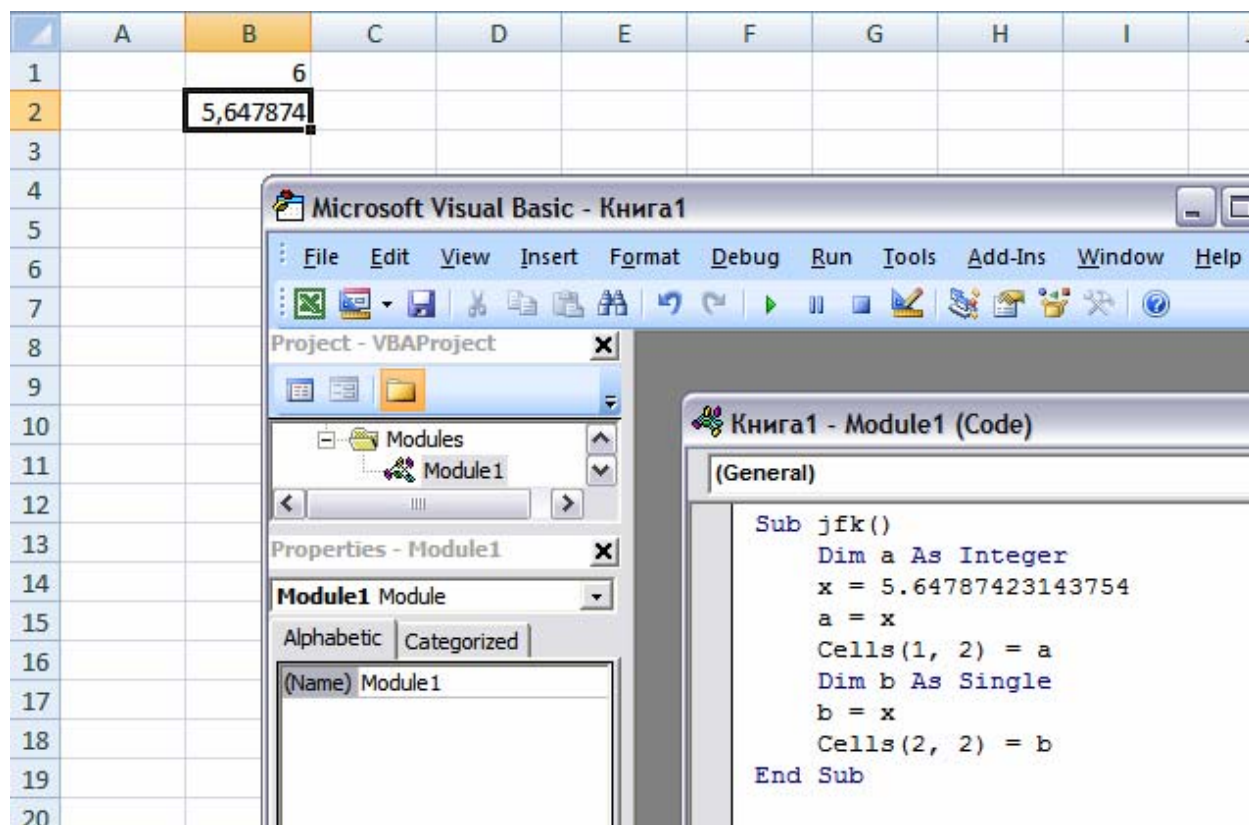 A B C D E F G H I
1 6
2 5,647874
3
4
5
6
7
8
9
10
11
12
13
14
15
16
17
18
19
20
Microsoft Visual Basic - Книга1
File Edit View Insert Format Debug Run Tools Add-Ins Window Help
Project - VBAProject
Modules
Module1
Properties - Module1
Module1 Module
Alphabetic Categorized
(Name) Module1
Книга1 - Module1 (Code)
(General)
Sub jfk()
Dim a As Integer
x = 5.64787423143754
a = x
Cells(1, 2) = a
Dim b As Single
b = x
Cells(2, 2) = b
End Sub